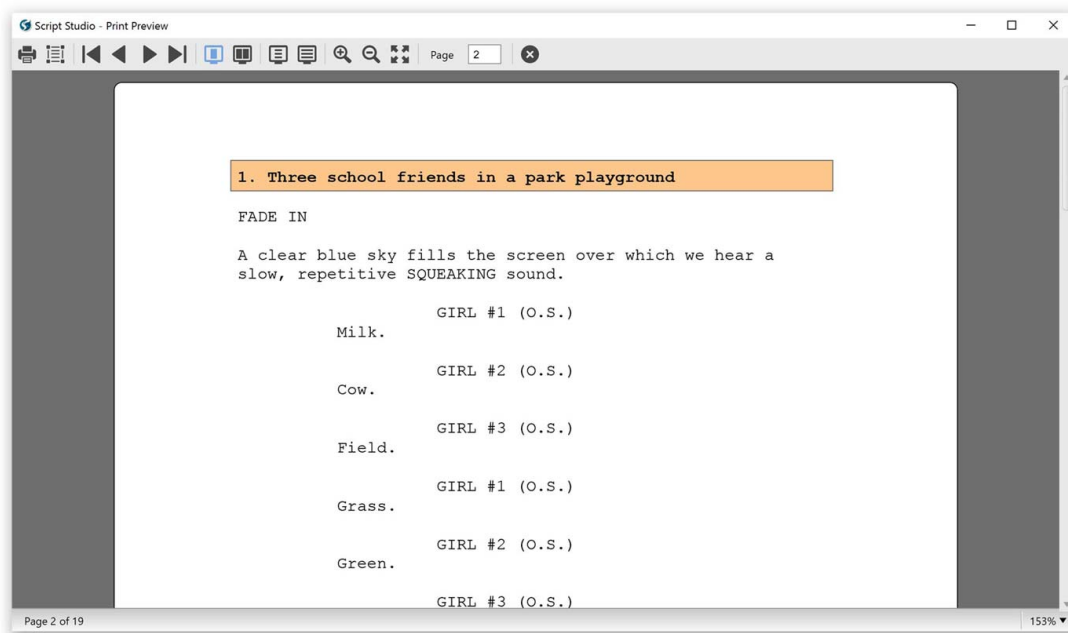 Script Studio - Print Preview
Page 2
1. Three school friends in a park playground
FADE IN
A clear blue sky fills the screen over which we hear a
slow, repetitive SQUEAKING sound.
GIRL #1 (O.S.)
Milk.
GIRL #2 (O.S.)
Cow.
GIRL #3 (O.S.)
Field.
GIRL #1 (O.S.)
Grass.
GIRL #2 (O.S.)
Green.
GIRL #3 (O.S.)
Page 2 of 19
153%